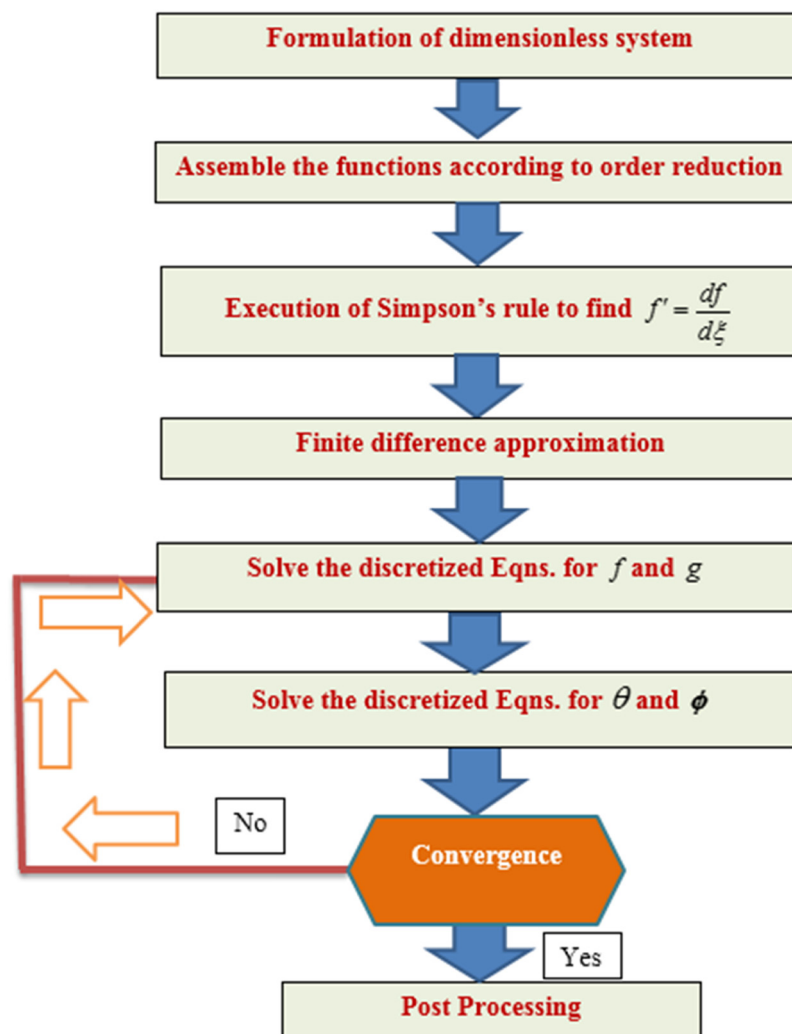 Formulation of dimensionless system
Assemble the functions according to order reduction
Execution of Simpson's rule to find f' = df/dξ
Finite difference approximation
Solve the discretized Eqns. for f and g
Solve the discretized Eqns. for θ and ϕ
No
Convergence
Yes
Post Processing